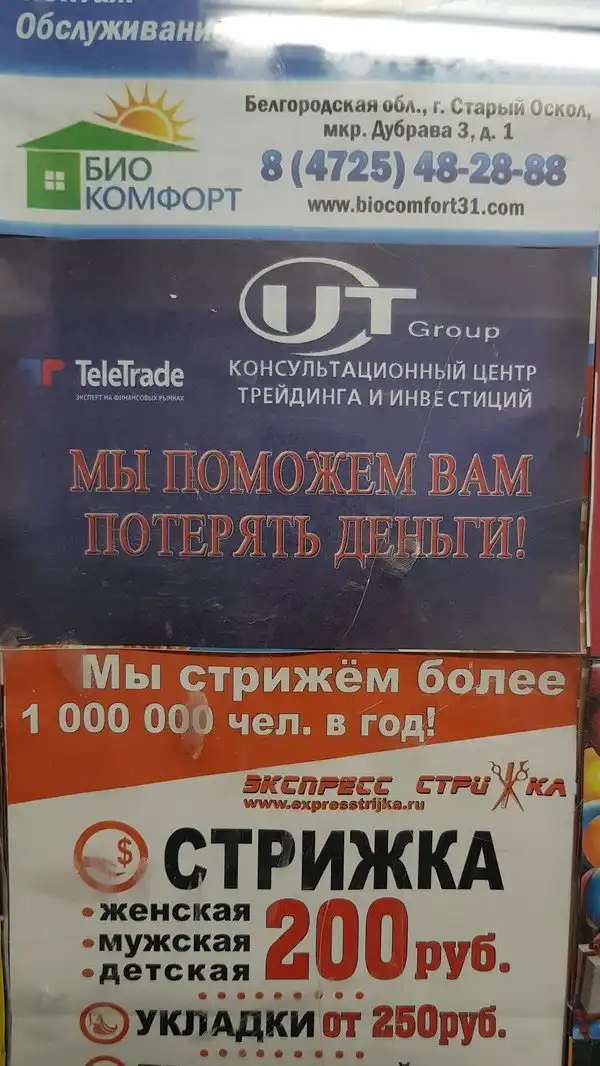 Обслуживани
Белгородская обл., г. Старый Оскол,
мкр. Дубрава 3, д. 1
БИО
КОМФОРТ
8 (4725) 48-28-88
www.biocomfort31.com
UT Group
TeleTrade
ЭКСПЕРТ НА ФИНАНСОВЫХ РЫНКАХ
КОНСУЛЬТАЦИОННЫЙ ЦЕНТР
ТРЕЙДИНГА И ИНВЕСТИЦИЙ
МЫ ПОМОЖЕМ ВАМ
ПОТЕРЯТЬ ДЕНЬГИ!
Мы стрижём более
1 000 000 чел. в год!
ЭКСПРЕСС СТРИЖКА
www.expresstrijka.ru
$ СТРИЖКА
• женская
• мужская
• детская
200 руб.
УКЛАДКИ от 250руб.